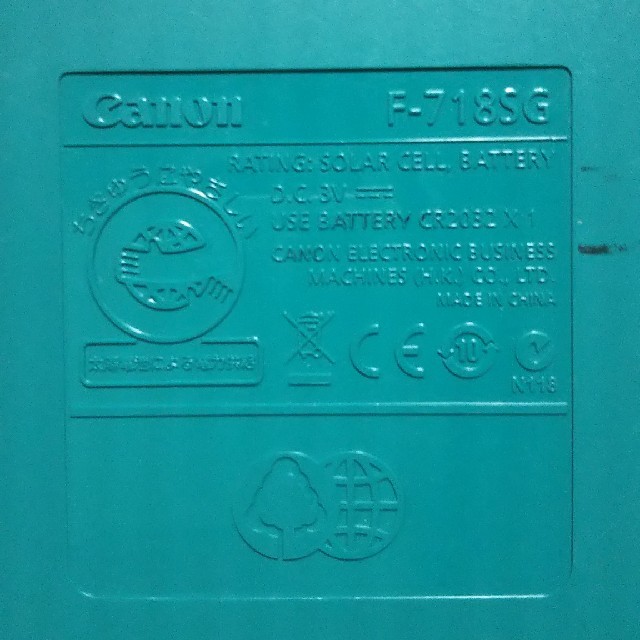 Canon F-718SG
RATING: SOLAR CELL, BATTERY
D.C. 3V
USE BATTERY CR2032 X 1
CANON ELECTRONIC BUSINESS
MACHINES (H.K.) CO., LTD.
MADE IN CHINA
10
N118